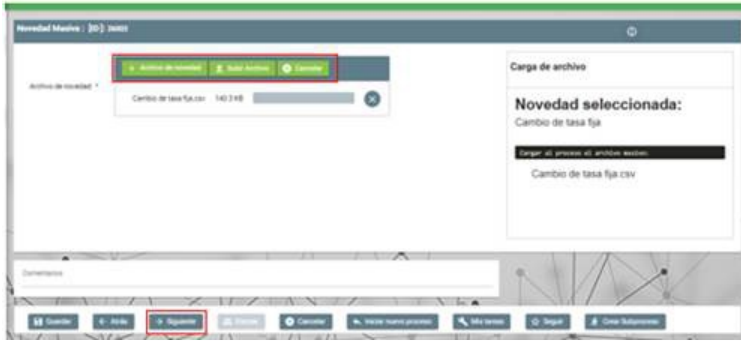 Novedad Masiva : [ID]: 36803
+ Archivo de novedad Subir Archivo Cancelar
Archivo de novedad *
Cambio de tasa fija.csv 140.3 KB
Carga de archivo
Novedad seleccionada:
Cambio de tasa fija
Cargar al proceso el archivo masivo:
Cambio de tasa fija.csv
Comentarios
Guardar Atrás Siguiente Cancelar Iniciar nuevo proceso Mis tareas Seguir Crear Subproceso